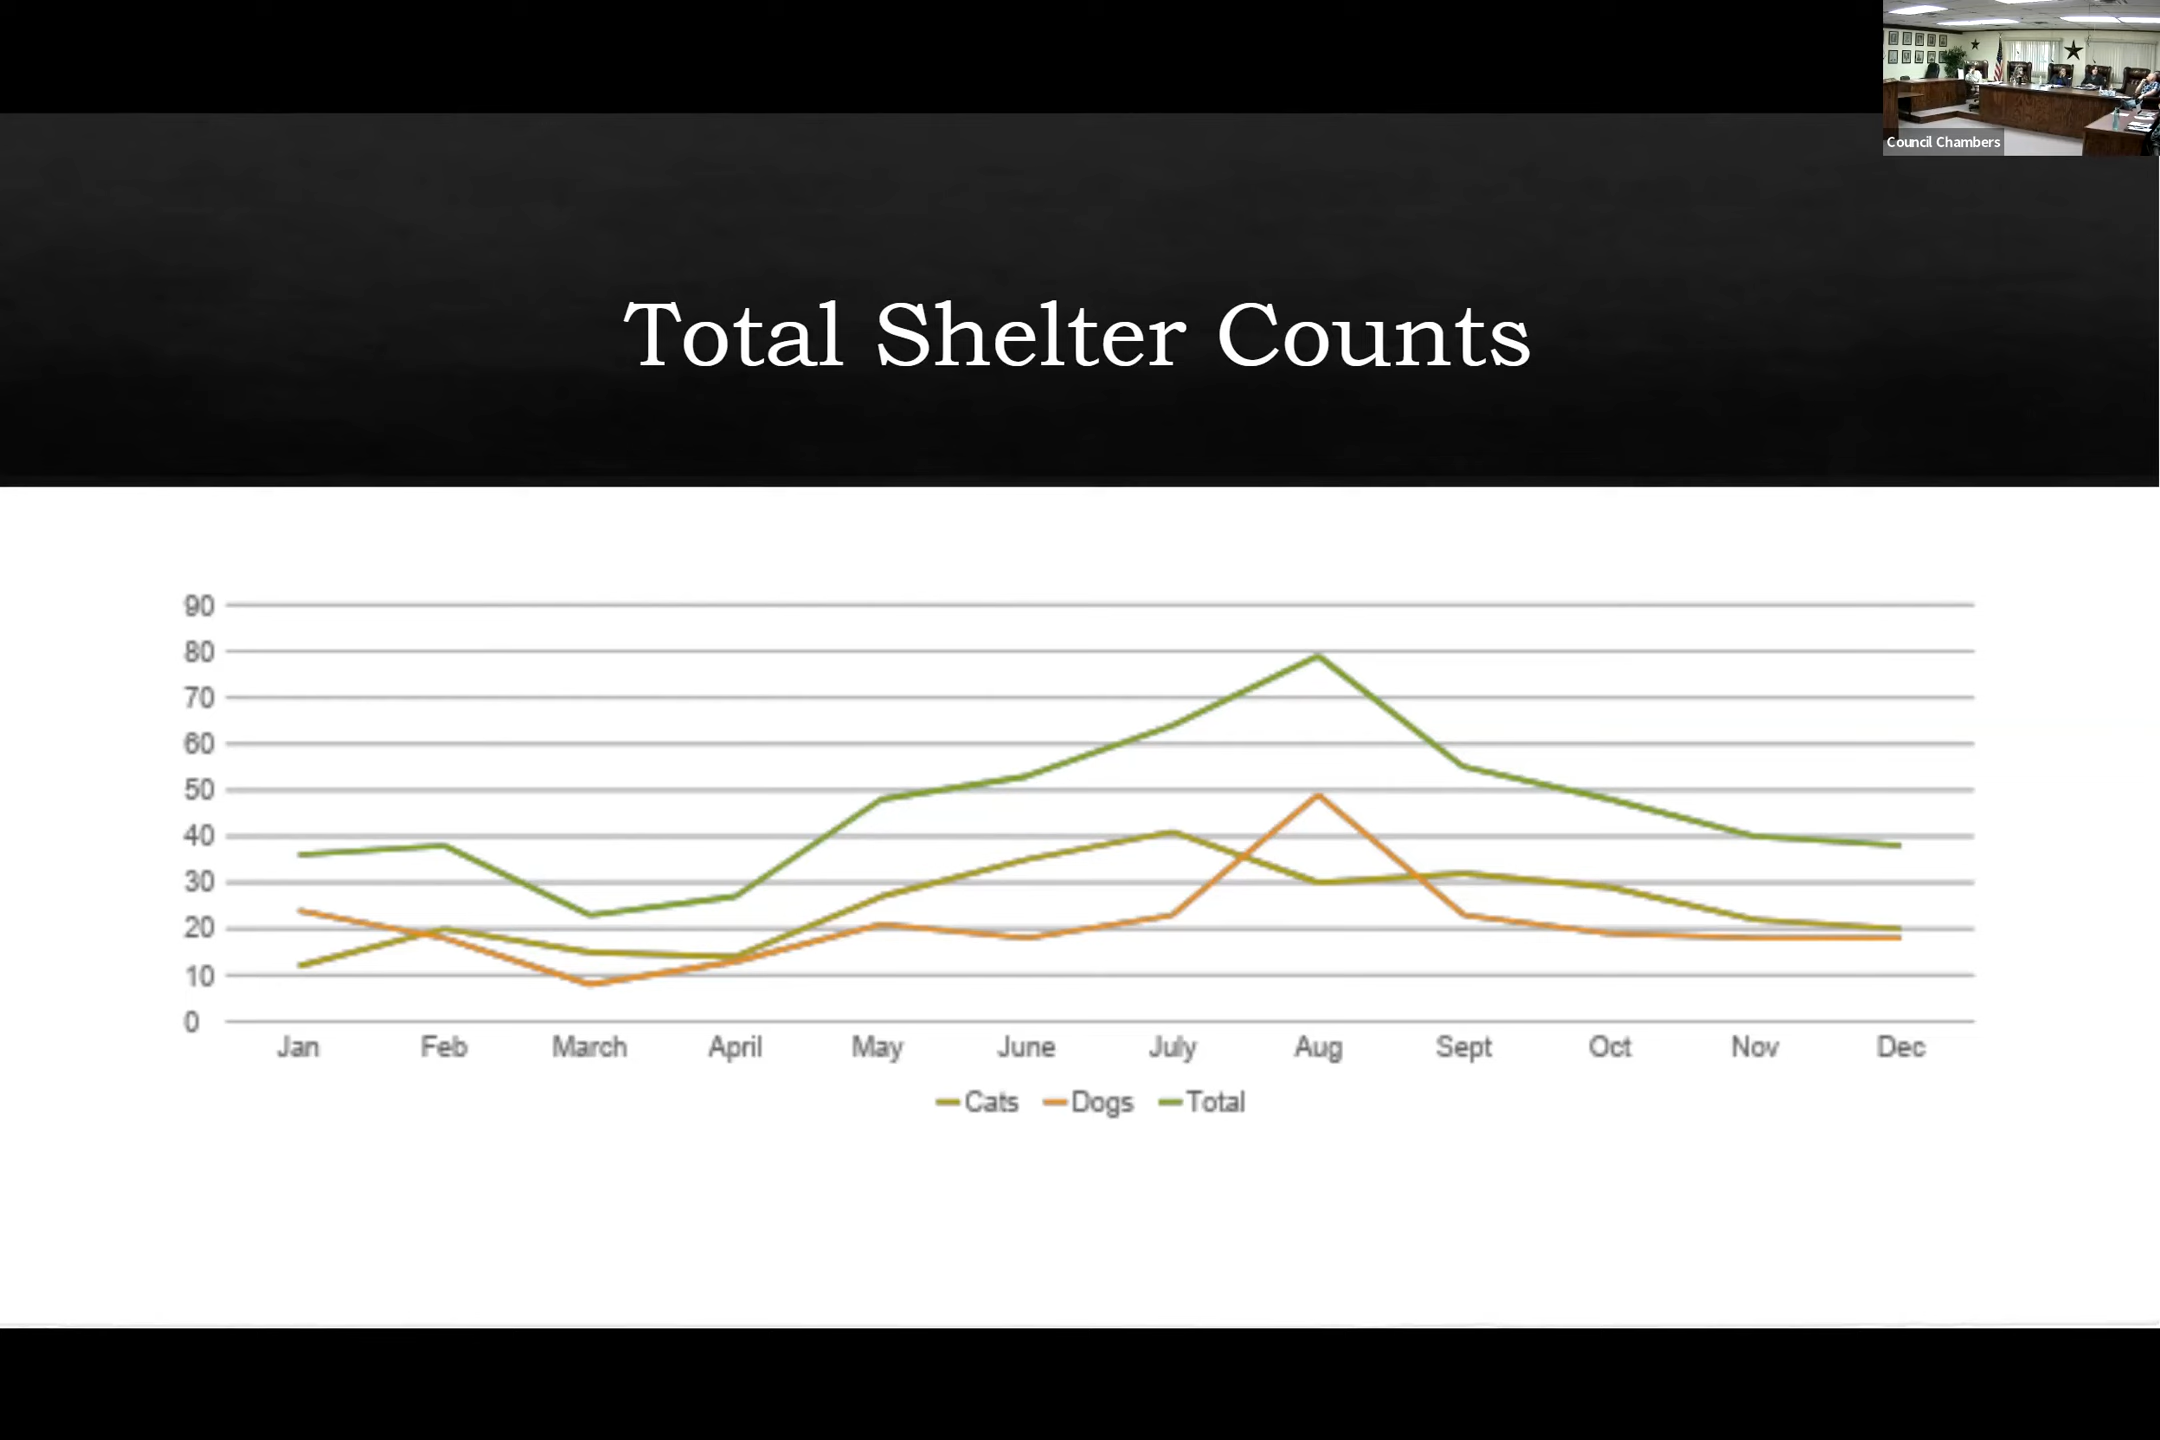 Council Chambers
Total Shelter Counts
90
80
70
60
50
40
30
20
10
0
Jan Feb March April May June July Aug Sept Oct Nov Dec
Cats Dogs Total